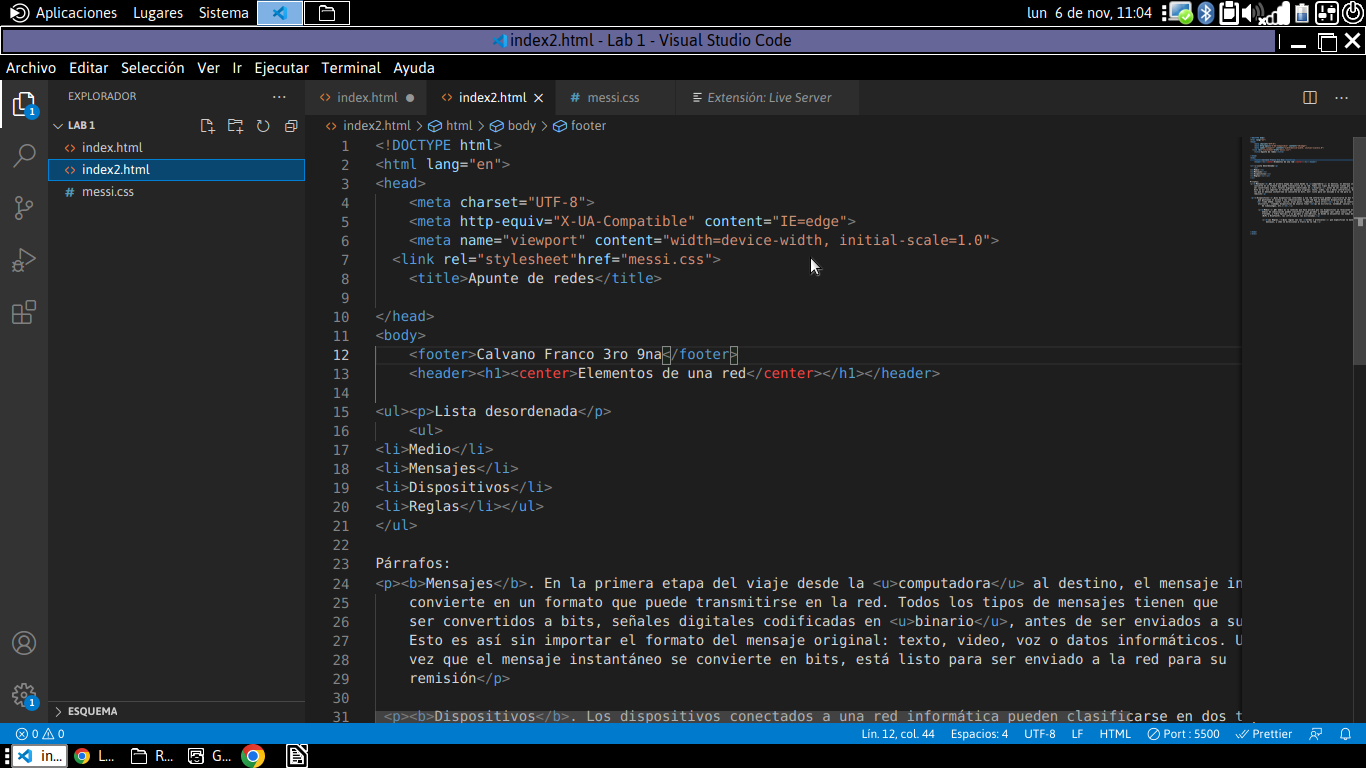 Aplicaciones Lugares Sistema lun 6 de nov, 11:04
index2.html - Lab 1 - Visual Studio Code
Archivo Editar Selección Ver Ir Ejecutar Terminal Ayuda
EXPLORADOR ··· index.html index2.html # messi.css Extensión: Live Server ···
LAB 1 index2.html > html > body > footer
index.html
index2.html
# messi.css
1 <!DOCTYPE html>
2 <html lang="en">
3 <head>
4 <meta charset="UTF-8">
5 <meta http-equiv="X-UA-Compatible" content="IE=edge">
6 <meta name="viewport" content="width=device-width, initial-scale=1.0">
7 <link rel="stylesheet"href="messi.css">
8 <title>Apunte de redes</title>
9
10 </head>
11 <body>
12 <footer>Calvano Franco 3ro 9na</footer>
13 <header><h1><center>Elementos de una red</center></h1></header>
14
15 <ul><p>Lista desordenada</p>
16 <ul>
17 <li>Medio</li>
18 <li>Mensajes</li>
19 <li>Dispositivos</li>
20 <li>Reglas</li></ul>
21 </ul>
22
23 Párrafos:
24 <p><b>Mensajes</b>. En la primera etapa del viaje desde la <u>computadora</u> al destino, el mensaje in
25 convierte en un formato que puede transmitirse en la red. Todos los tipos de mensajes tienen que
26 ser convertidos a bits, señales digitales codificadas en <u>binario</u>, antes de ser enviados a su
27 Esto es así sin importar el formato del mensaje original: texto, video, voz o datos informáticos. U
28 vez que el mensaje instantáneo se convierte en bits, está listo para ser enviado a la red para su
29 remisión</p>
30
31 <p><b>Dispositivos</b>. Los dispositivos conectados a una red informática pueden clasificarse en dos t
1
1
ESQUEMA
0 0 Lín. 12, col. 44 Espacios: 4 UTF-8 LF HTML Port : 5500 Prettier
in... L... R... G...